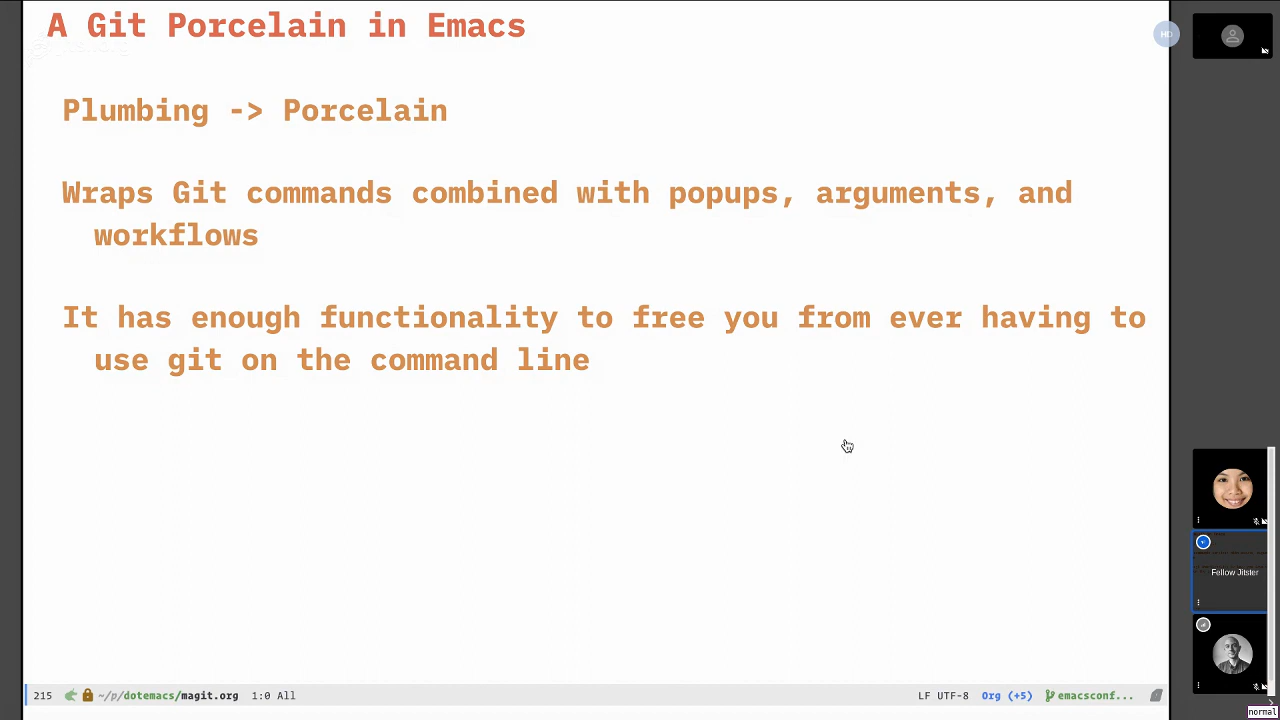 A Git Porcelain in Emacs
HD
Plumbing -> Porcelain
Wraps Git commands combined with popups, arguments, and
workflows
It has enough functionality to free you from ever having to
use git on the command line
Fellow Jitster
215 ~/p/dotemacs/magit.org 1:0 All LF UTF-8 Org (+5) emacsconf...
normal